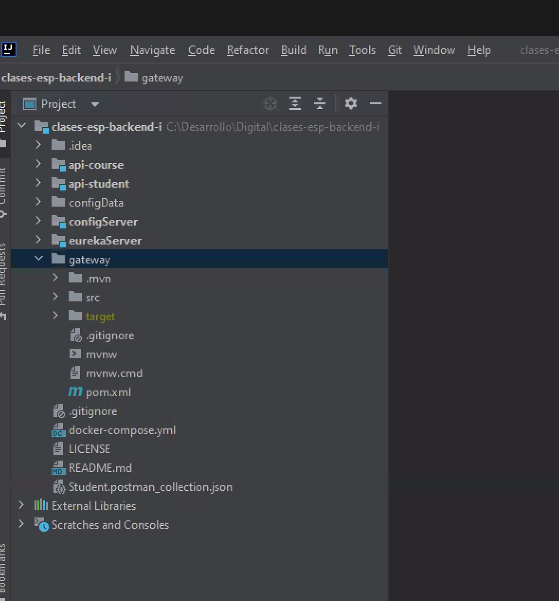 IJ
File Edit View Navigate Code Refactor Build Run Tools Git Window Help clases-e
clases-esp-backend-i gateway
Project
Project
clases-esp-backend-i C:\Desarrollo\Digital\clases-esp-backend-i
.idea
api-course
Commit
api-student
configData
configServer
eurekaServer
Pull Requests
gateway
.mvn
src
target
.gitignore
mvnw
mvnw.cmd
m pom.xml
.gitignore
DC docker-compose.yml
LICENSE
MD README.md
Student.postman_collection.json
External Libraries
Scratches and Consoles
Bookmarks